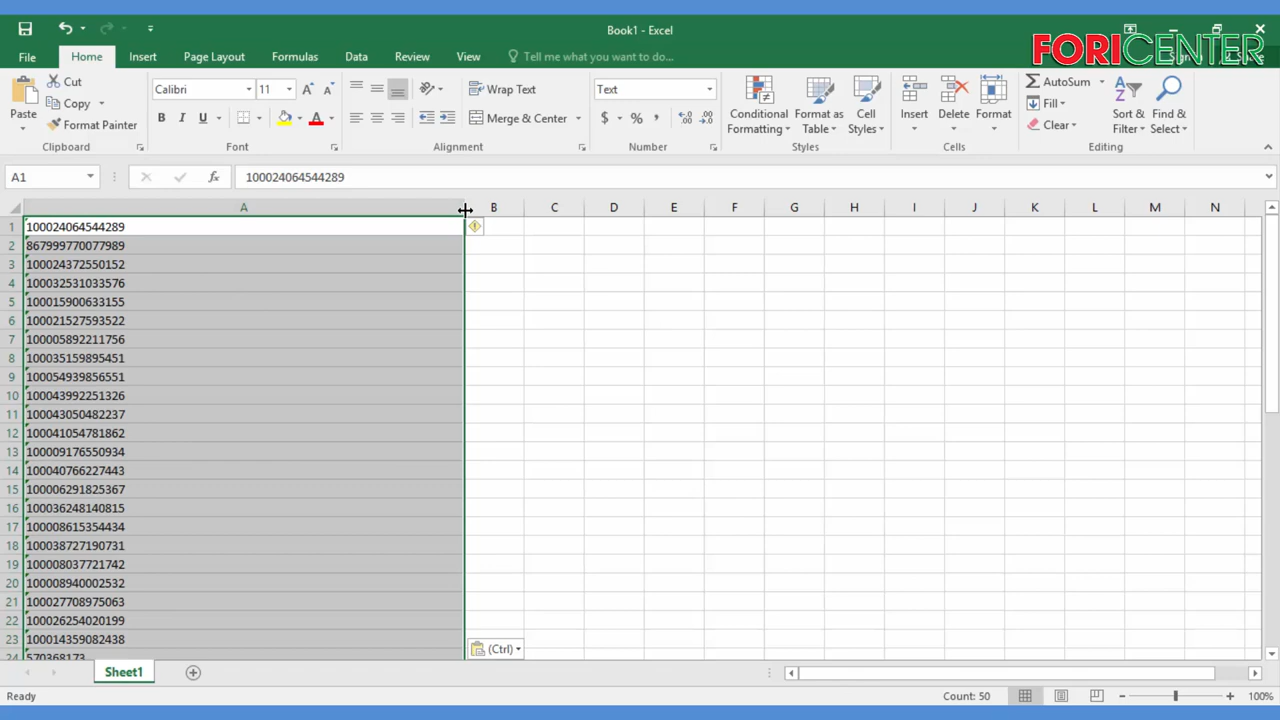 Book1 - Excel
FORICENTER
File Home Insert Page Layout Formulas Data Review View Tell me what you want to do...
Paste
Cut
Copy
Format Painter
Clipboard
Calibri 11
B I U A
Font
Wrap Text
Merge & Center
Alignment
Text
$ % ,
Number
Conditional Formatting
Format as Table
Cell Styles
Styles
Insert
Delete
Format
Cells
AutoSum
Fill
Clear
Sort & Filter
Find & Select
Editing
A1 fx 100024064544289
A B C D E F G H I J K L M N
1 100024064544289
2 867999770077989
3 100024372550152
4 100032531033576
5 100015900633155
6 100021527593522
7 100005892211756
8 100035159895451
9 100054939856551
10 100043992251326
11 100043050482237
12 100041054781862
13 100009176550934
14 100040766227443
15 100006291825367
16 100036248140815
17 100008615354434
18 100038727190731
19 100008037721742
20 100008940002532
21 100027708975063
22 100026254020199
23 100014359082438
24 570368173
(Ctrl)
Sheet1
Ready Count: 50 100%